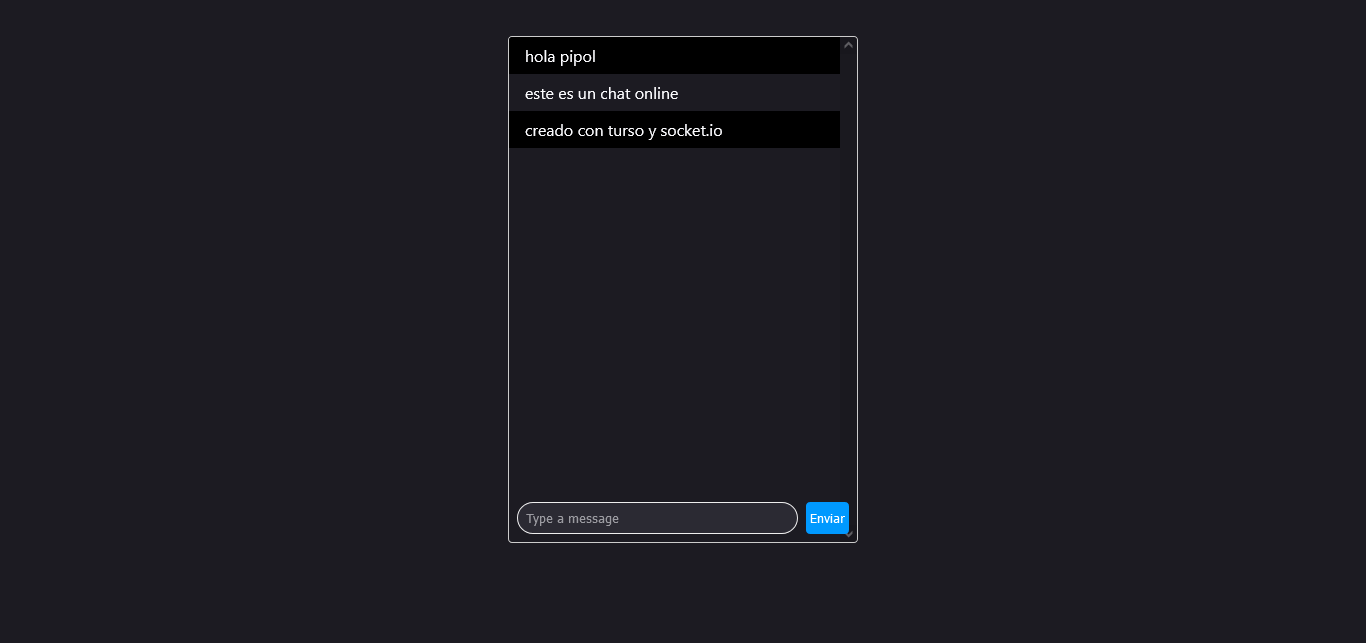 hola pipol
este es un chat online
creado con turso y socket.io
Type a message
Enviar